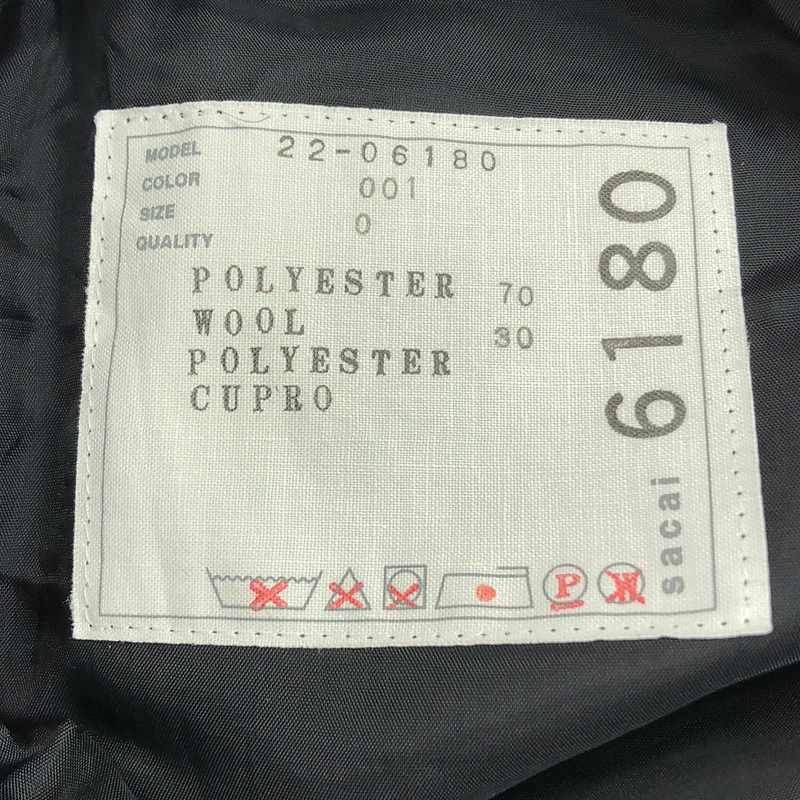 MODEL 22-06180
COLOR 001
SIZE 0
QUALITY
POLYESTER 70
WOOL 30
POLYESTER
CUPRO
sacai 6180
P
W